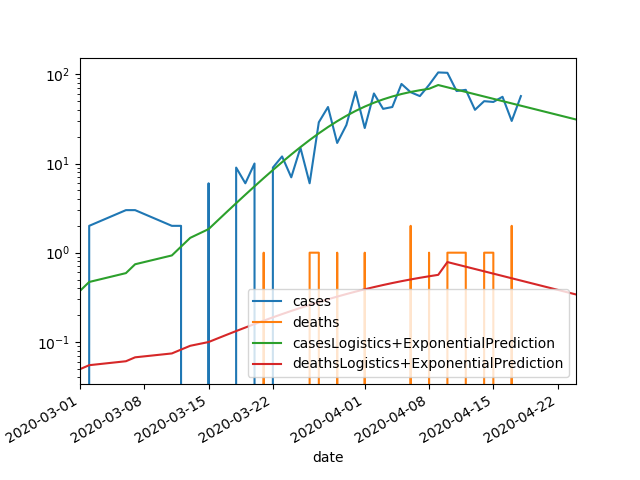 10²
10¹
10⁰
10⁻¹
2020-03-01
2020-03-08
2020-03-15
2020-03-22
2020-04-01
2020-04-08
2020-04-15
2020-04-22
date
cases
deaths
casesLogistics+ExponentialPrediction
deathsLogistics+ExponentialPrediction